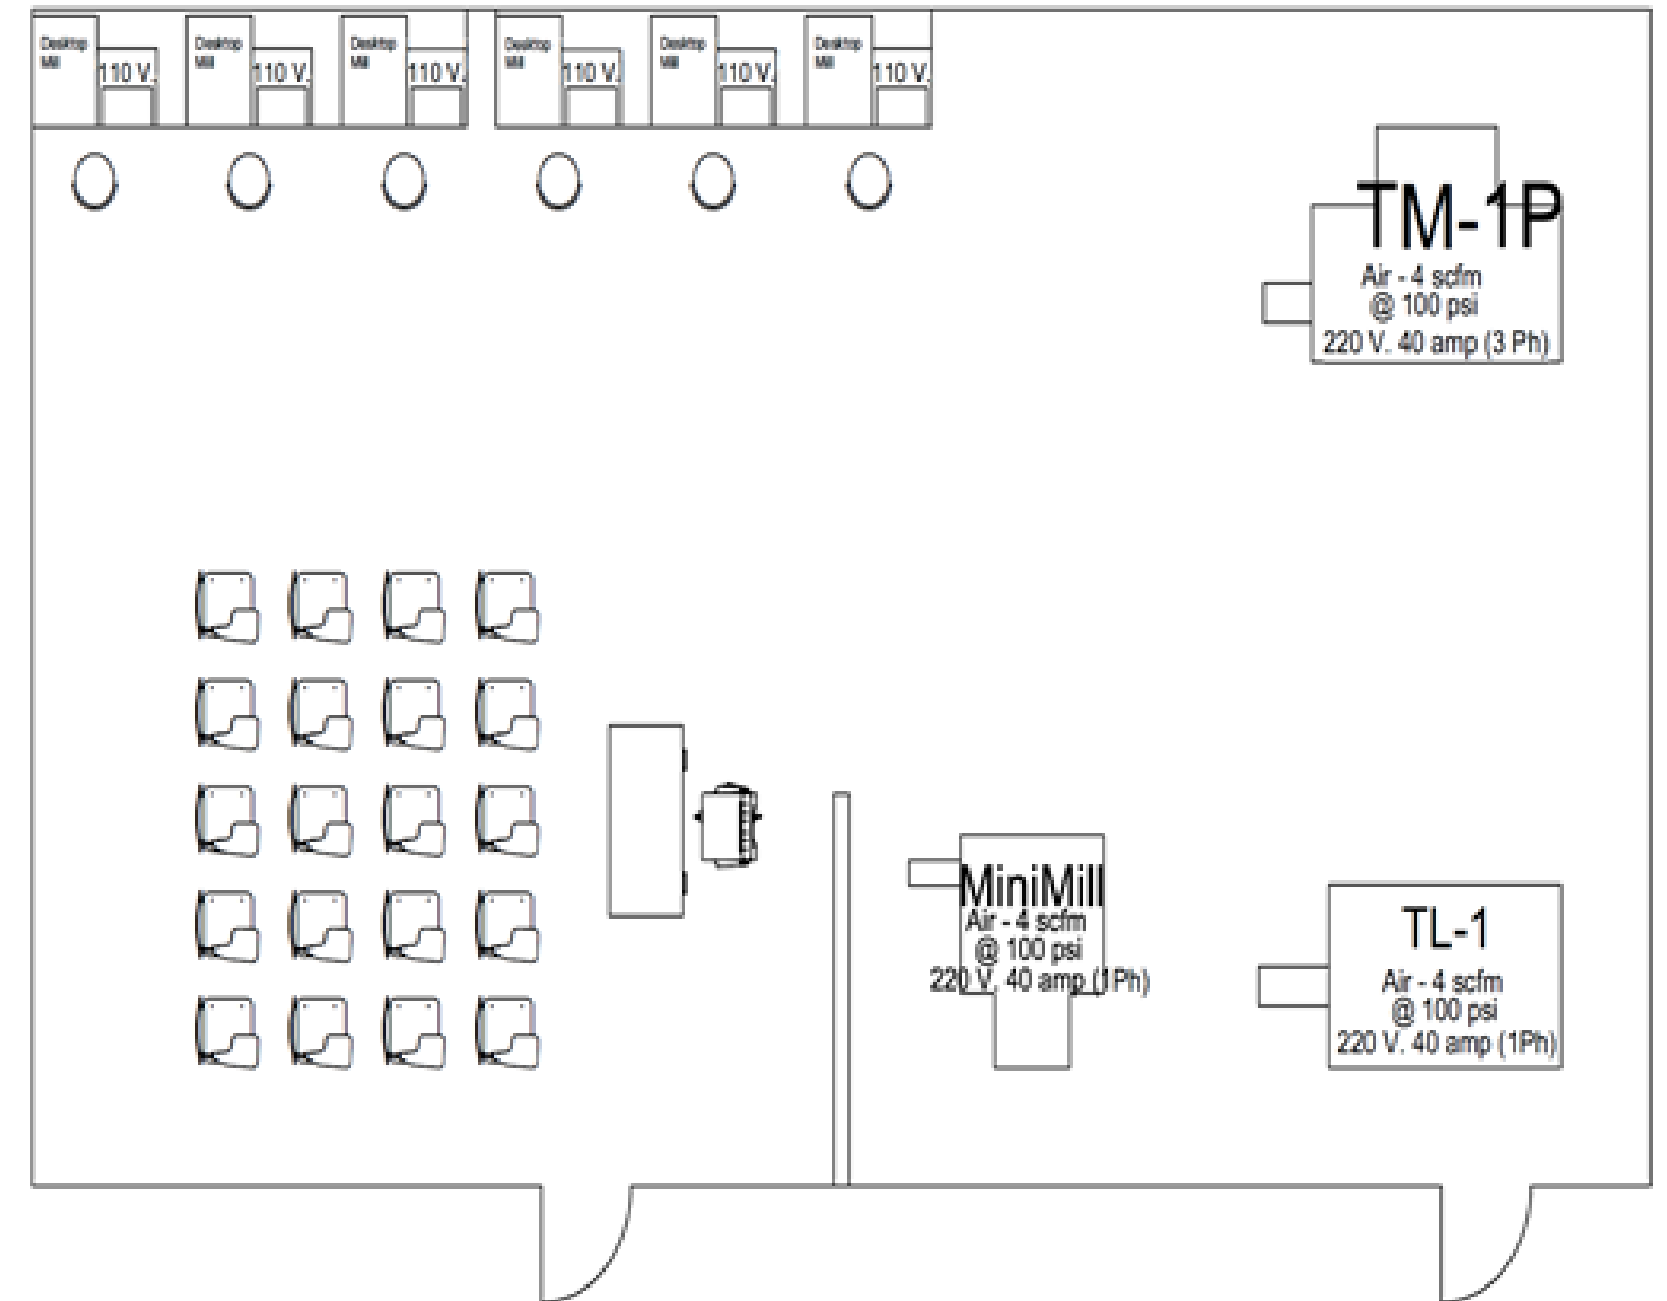 Desktop
Mill
110 V.
Desktop
Mill
110 V.
Desktop
Mill
110 V.
Desktop
Mill
110 V.
Desktop
Mill
110 V.
Desktop
Mill
110 V.
TM-1P
Air - 4 scfm
@ 100 psi
220 V. 40 amp (3 Ph)
MiniMill
Air - 4 scfm
@ 100 psi
220 V. 40 amp (1Ph)
TL-1
Air - 4 scfm
@ 100 psi
220 V. 40 amp (1Ph)